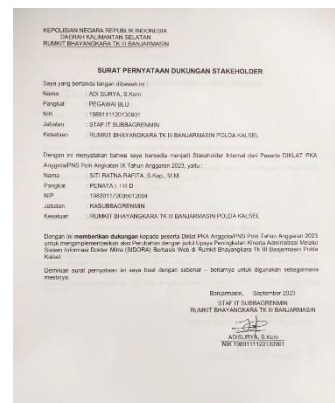 KEPOLISIAN NEGARA REPUBLIK INDONESIA
DAERAH KALIMANTAN SELATAN
RUMKIT BHAYANGKARA TK III BANJARMASIN
SURAT PERNYATAAN DUKUNGAN STAKEHOLDER
Saya yang bertanda tangan dibawah ini :
Nama : ADI SURYA, S.Kom
Pangkat : PEGAWAI BLU
NIK : 1989111120130901
Jabatan : STAF IT SUBBAGRENMIN
Kesatuan : RUMKIT BHAYANGKARA TK III BANJARMASIN POLDA KALSEL
Dengan ini menyatakan bahwa saya bersedia menjadi Stakeholder Internal dari Peserta DIKLAT PKA
Anggota/PNS Polri Angkatan IX Tahun Anggaran 2023, yaitu :
Nama : SITI RATNA RAFITA, S.Kep., M.M
Pangkat : PENATA I / III D
NIP : 198301172005012004
Jabatan : KASUBBAGRENMIN
Kesatuan : RUMKIT BHAYANGKARA TK III BANJARMASIN POLDA KALSEL
Dengan ini memberikan dukungan kepada peserta Diklat PKA Anggota/PNS Polri Tahun Anggaran 2023
untuk mengimplementasikan aksi Perubahan dengan judul Upaya Peningkatan Kinerja Administrasi Melalui
Sistem Informasi Dokter Mitra (SIDORA) Berbasis Web di Rumkit Bhayangkara Tk III Banjarmasin Polda
Kalsel
Demikian surat pernyataan ini saya buat dengan sebenar – benarnya untuk digunakan sebagaimana
mestinya.
Banjarmasin, September 2023
STAF IT SUBBAGRENMIN
RUMKIT BHAYANGKARA TK III BANJARMASIN
ADI SURYA, S.Kom
NIK 1989111120130901